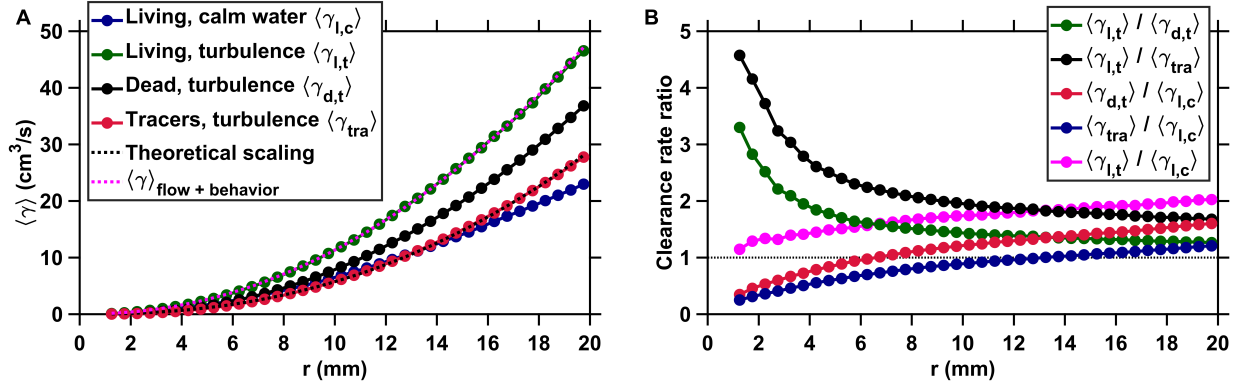 A
Living, calm water ⟨γl,c⟩
Living, turbulence ⟨γl,t⟩
Dead, turbulence ⟨γd,t⟩
Tracers, turbulence ⟨γtra⟩
Theoretical scaling
⟨γ⟩flow + behavior
⟨γ⟩ (cm3/s)
50
40
30
20
10
0
0 2 4 6 8 10 12 14 16 18 20
r (mm)
B
⟨γl,t⟩ / ⟨γd,t⟩
⟨γl,t⟩ / ⟨γtra⟩
⟨γd,t⟩ / ⟨γl,c⟩
⟨γtra⟩ / ⟨γl,c⟩
⟨γl,t⟩ / ⟨γl,c⟩
Clearance rate ratio
5
4
3
2
1
0
0 2 4 6 8 10 12 14 16 18 20
r (mm)